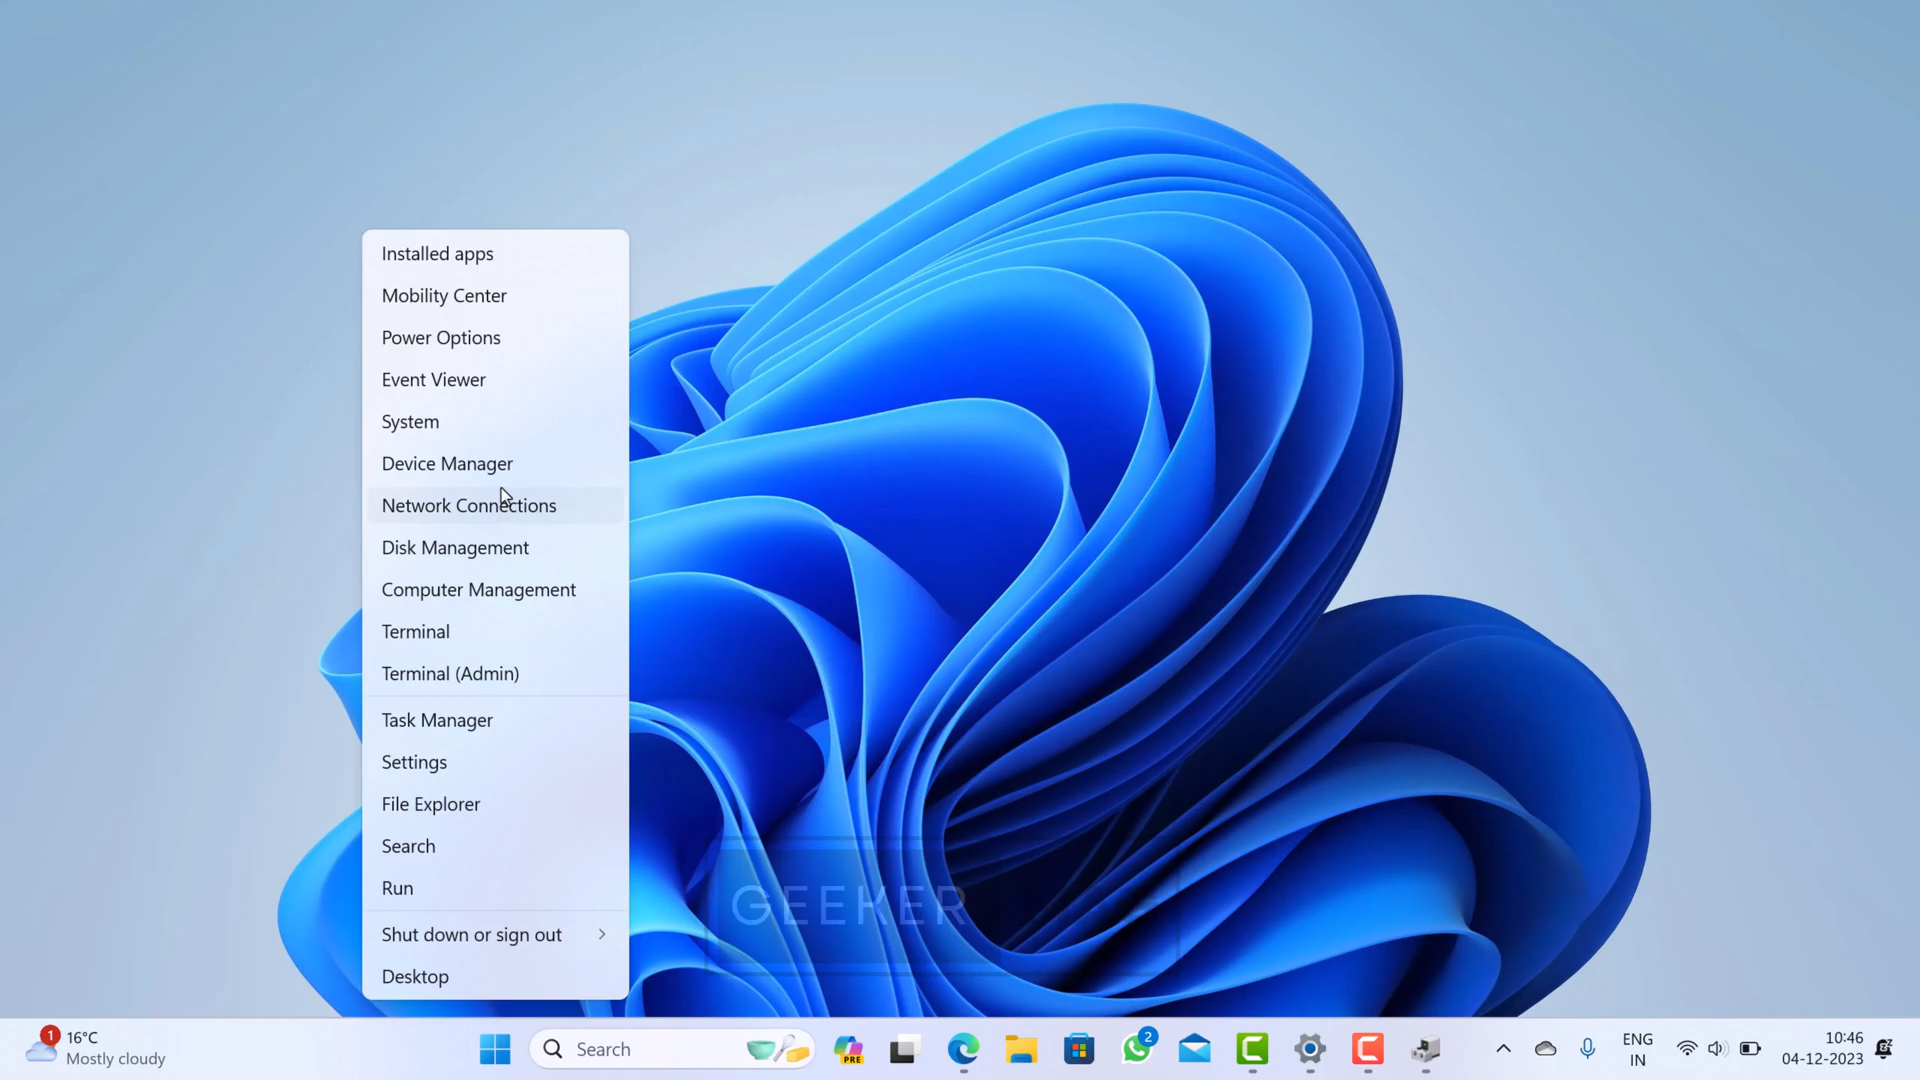 Installed apps
Mobility Center
Power Options
Event Viewer
System
Device Manager
Network Connections
Disk Management
Computer Management
Terminal
Terminal (Admin)
Task Manager
Settings
File Explorer
Search
Run
Shut down or sign out
Desktop
GEEKER
1
16°C
Mostly cloudy
Search
PRE
2
ENG
IN
10:46
04-12-2023